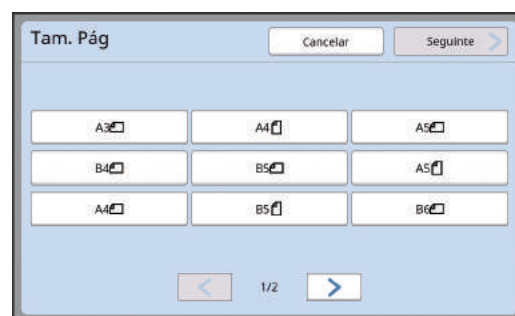 Tam. Pág Cancelar Seguinte
A3 A4 A5
B4 B5 A5
A4 B5 B6
1/2